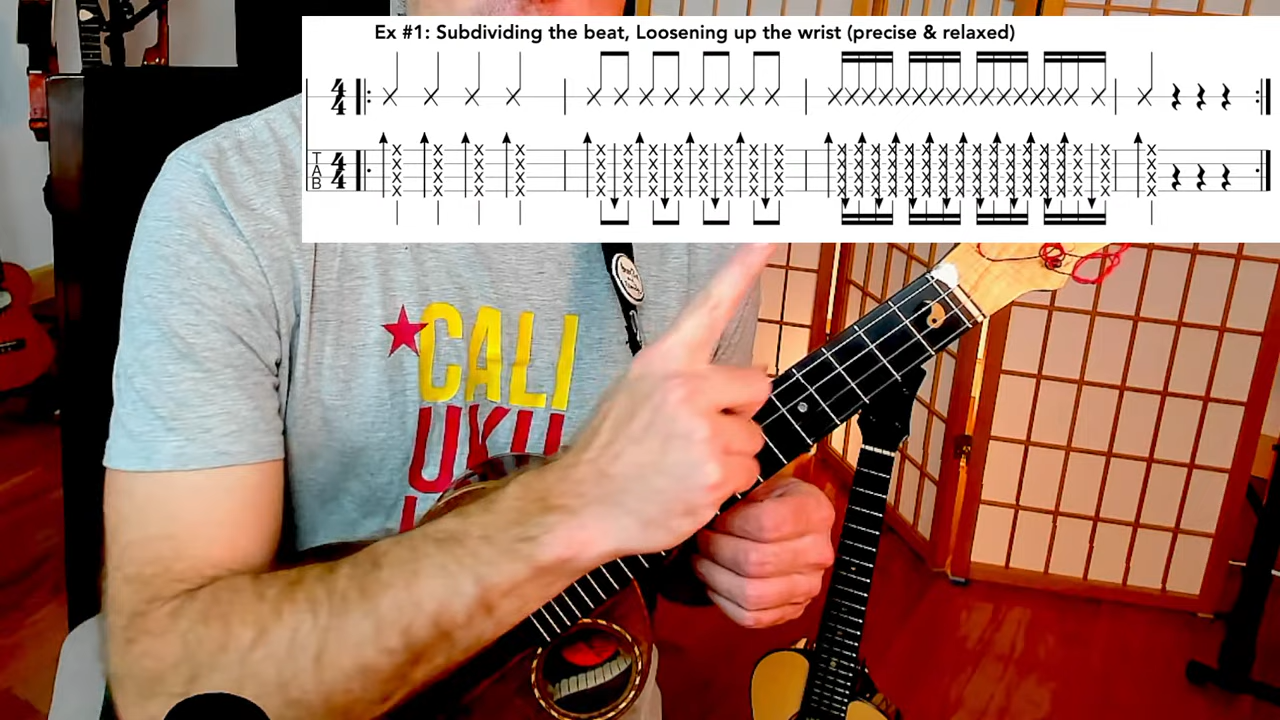 Ex #1: Subdividing the beat, Loosening up the wrist (precise & relaxed)
4
4
T
A
B
4
4
CALI
UKU